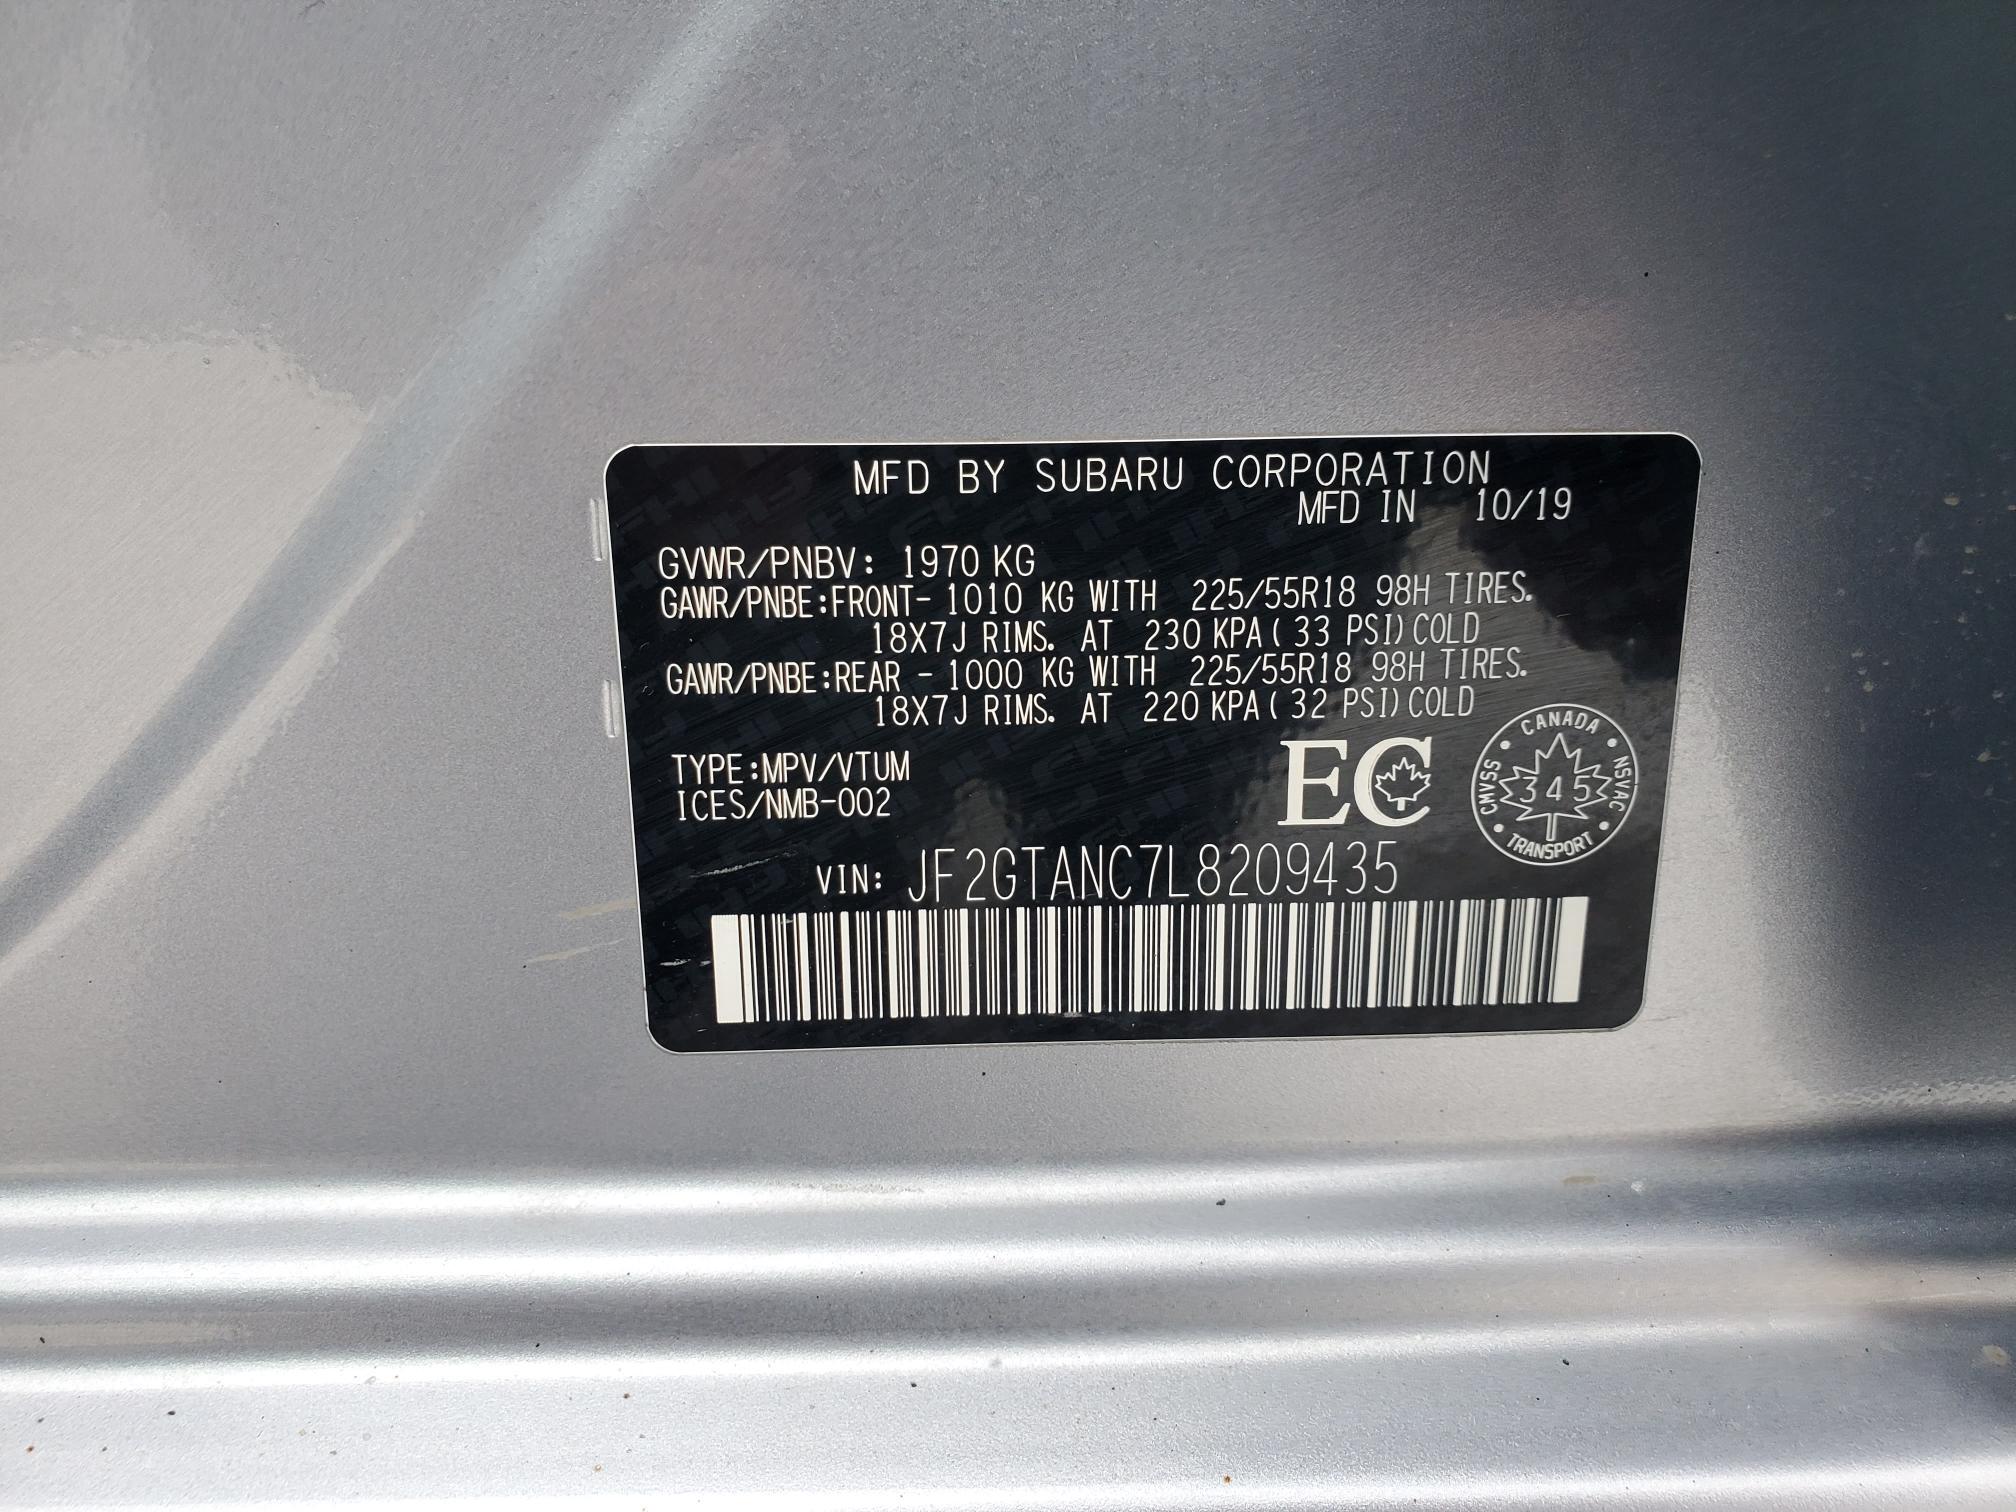 MFD BY SUBARU CORPORATION
MFD IN 10/19
GVWR/PNBV: 1970 KG
GAWR/PNBE:FRONT- 1010 KG WITH 225/55R18 98H TIRES.
18X7J RIMS. AT 230 KPA( 33 PSI)COLD
GAWR/PNBE:REAR - 1000 KG WITH 225/55R18 98H TIRES.
18X7J RIMS. AT 220 KPA( 32 PSI)COLD
TYPE:MPV/VTUM
ICES/NMB-002
EC
CANADA
CMVSS
345
NSVAC
TRANSPORT
VIN: JF2GTANC7L8209435